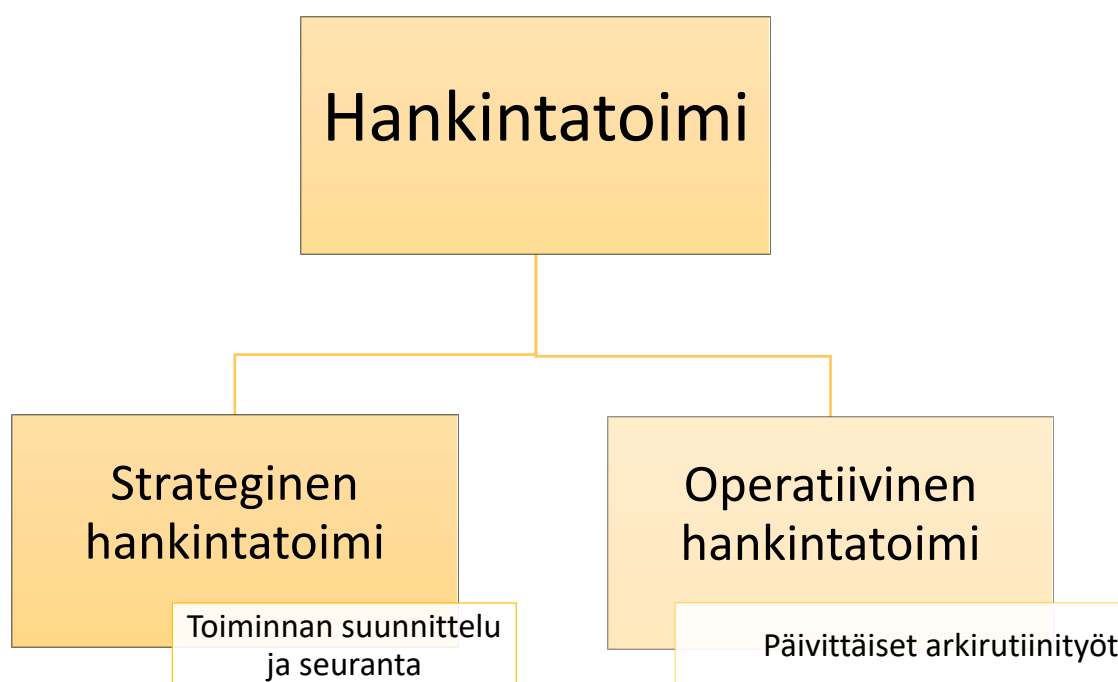 Hankintatoimi
Strateginen
hankintatoimi
Toiminnan suunnittelu
ja seuranta
Operatiivinen
hankintatoimi
Päivittäiset arkirutiinityöt